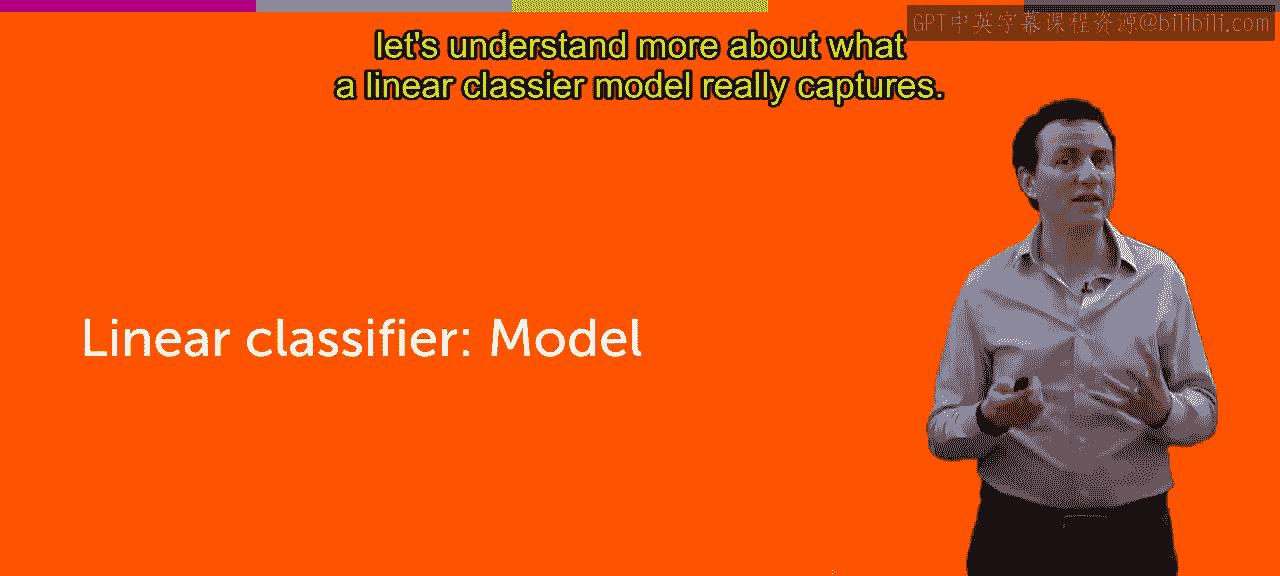 GPT中英字幕课程资源@bilibili.com
let's understand more about what
a linear classier model really captures.
Linear classifier: Model